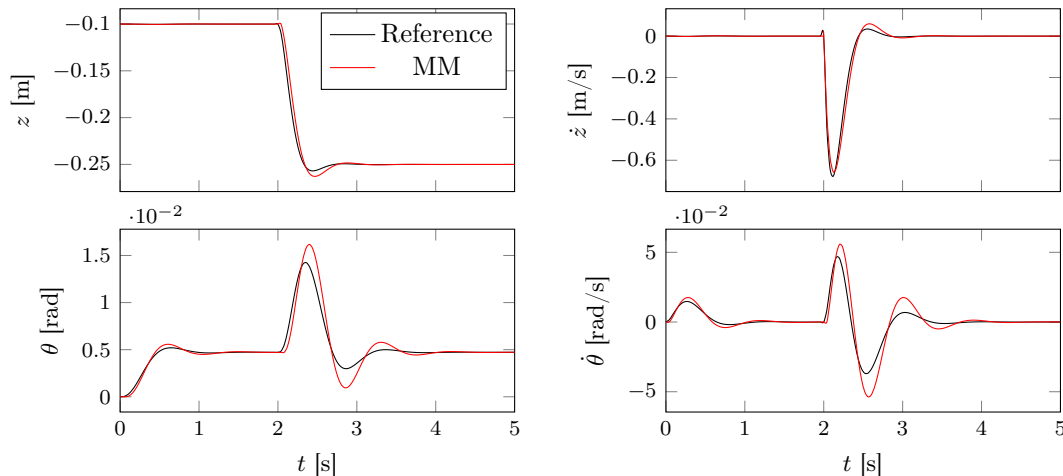 −0.1
−0.15
−0.2
−0.25
z [m]
Reference
MM
0
−0.2
−0.4
−0.6
ż [m/s]
·10−2
1.5
1
0.5
0
θ [rad]
0 1 2 3 4 5
t [s]
·10−2
5
0
−5
θ̇ [rad/s]
0 1 2 3 4 5
t [s]